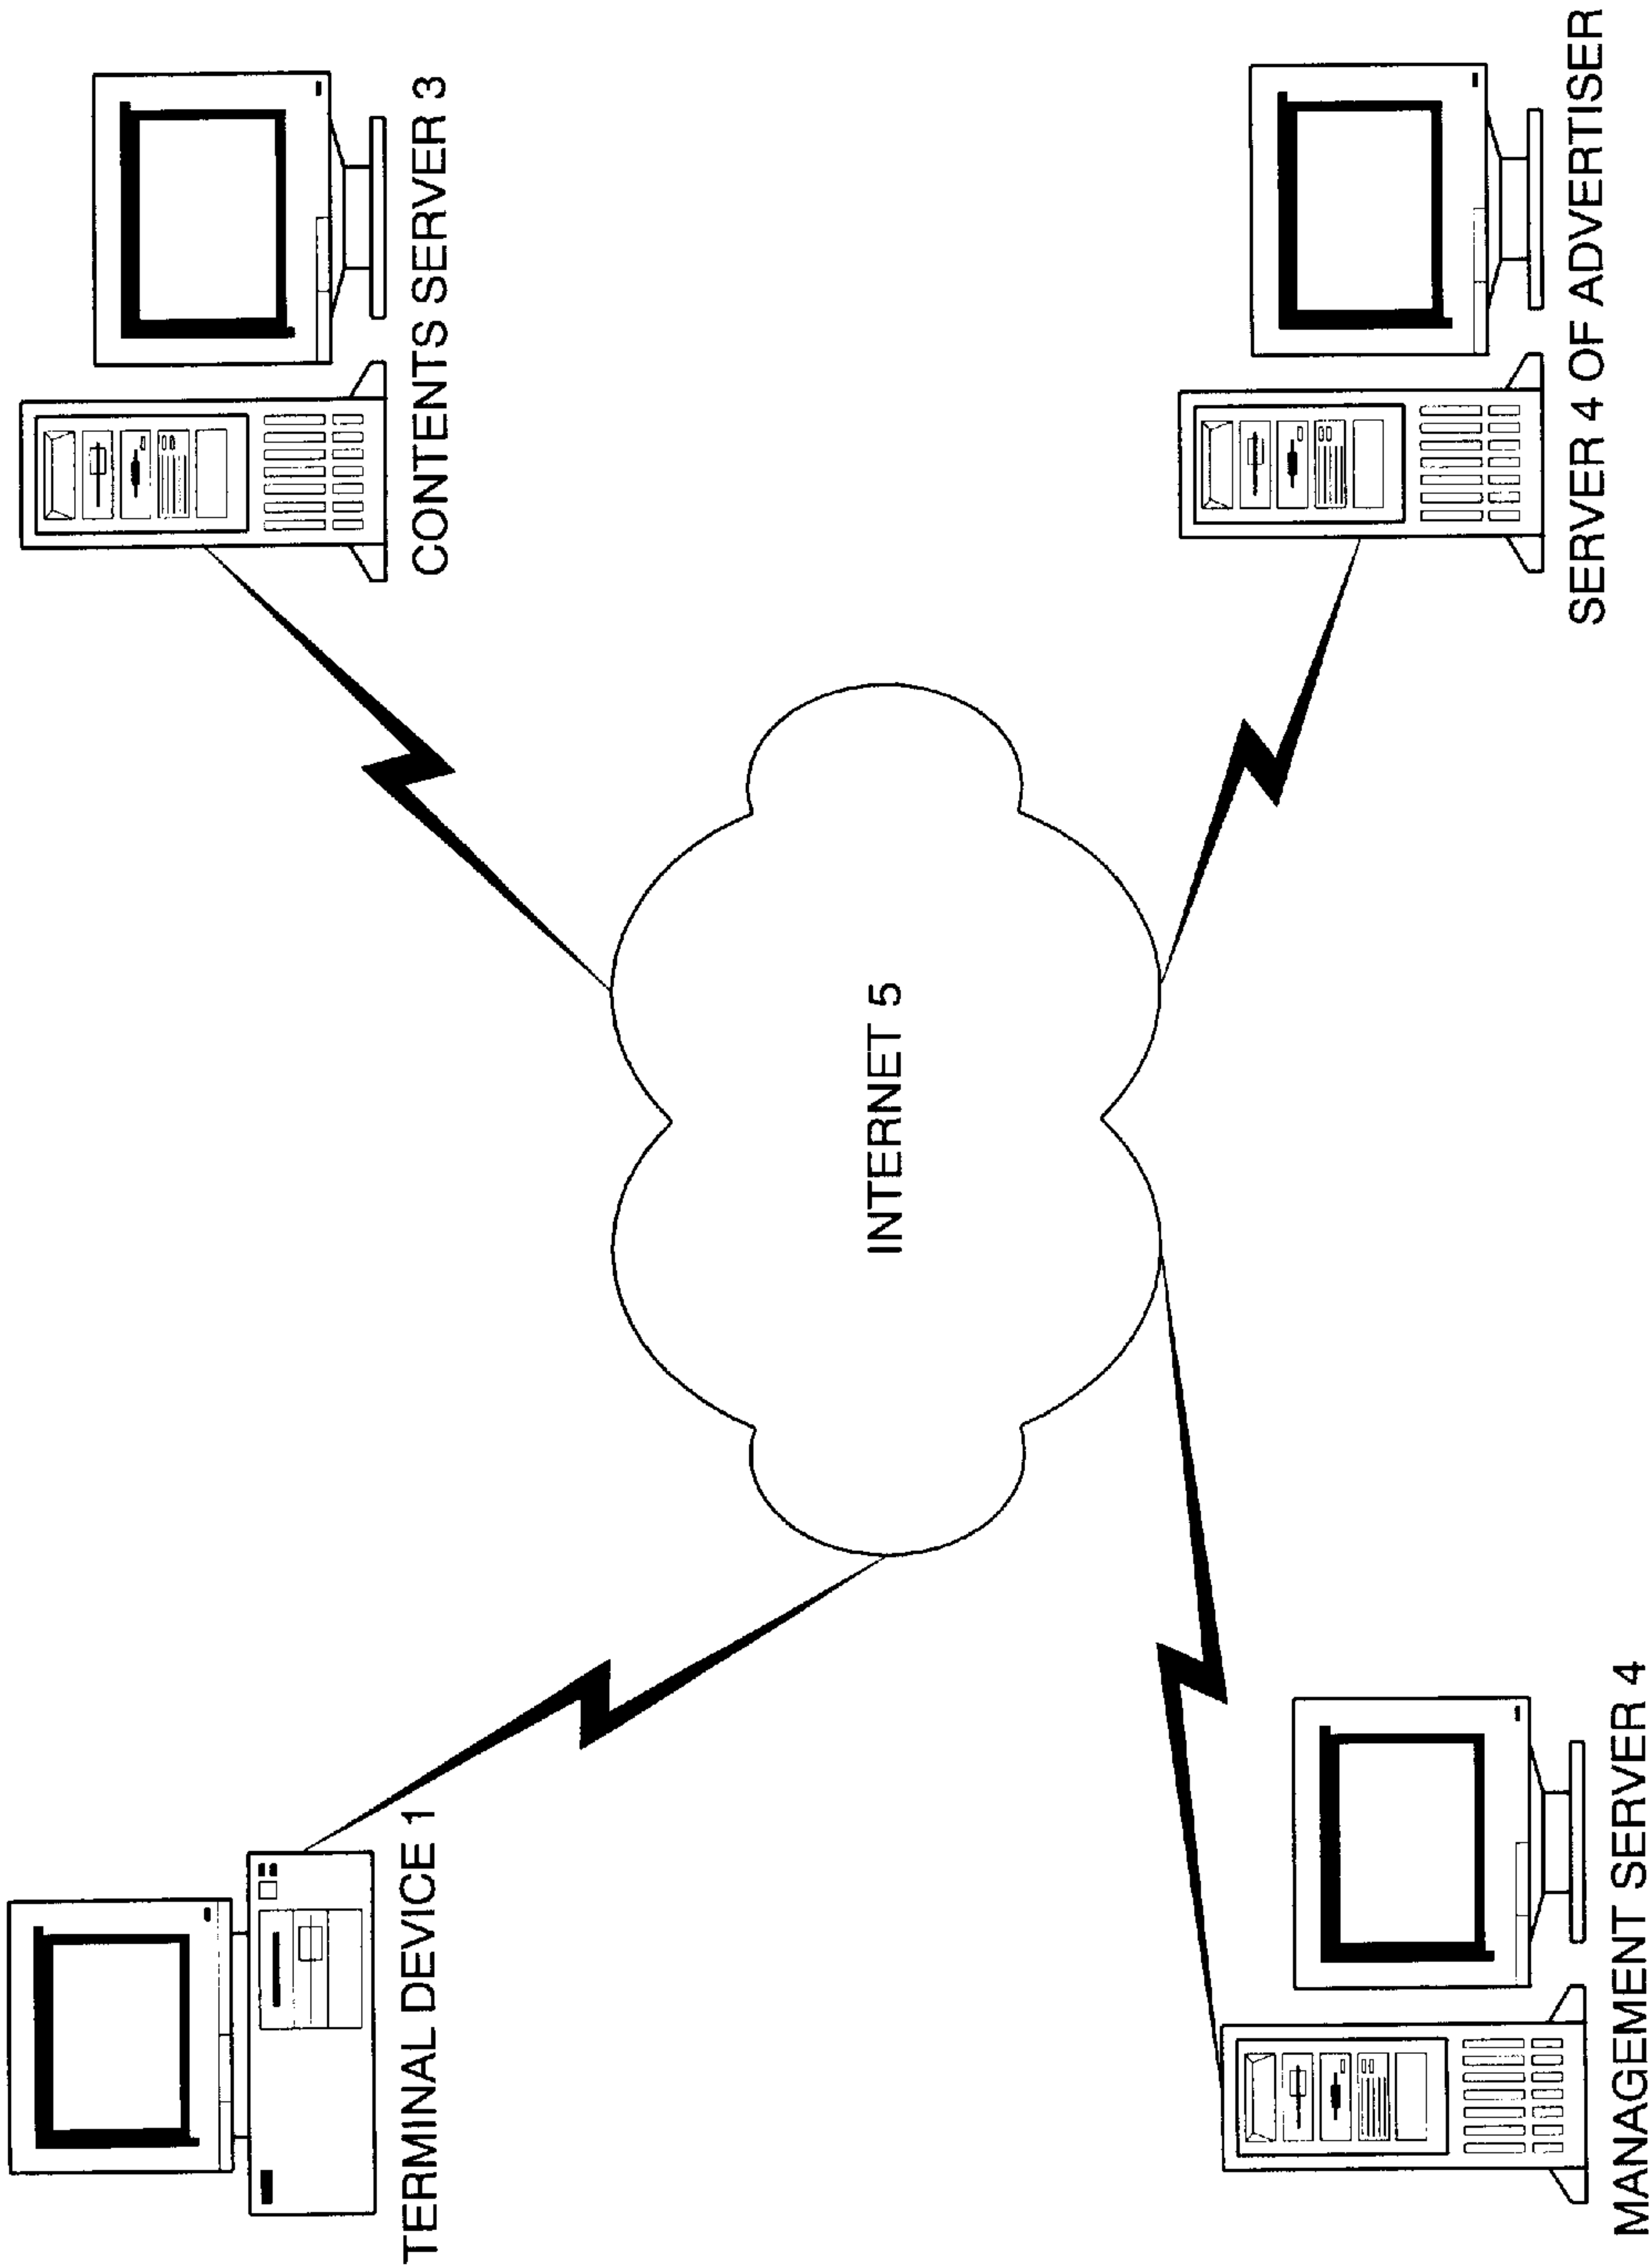 TERMINAL DEVICE 1
CONTENTS SERVER 3
INTERNET 5
MANAGEMENT SERVER 4
SERVER 4 OF ADVERTISER